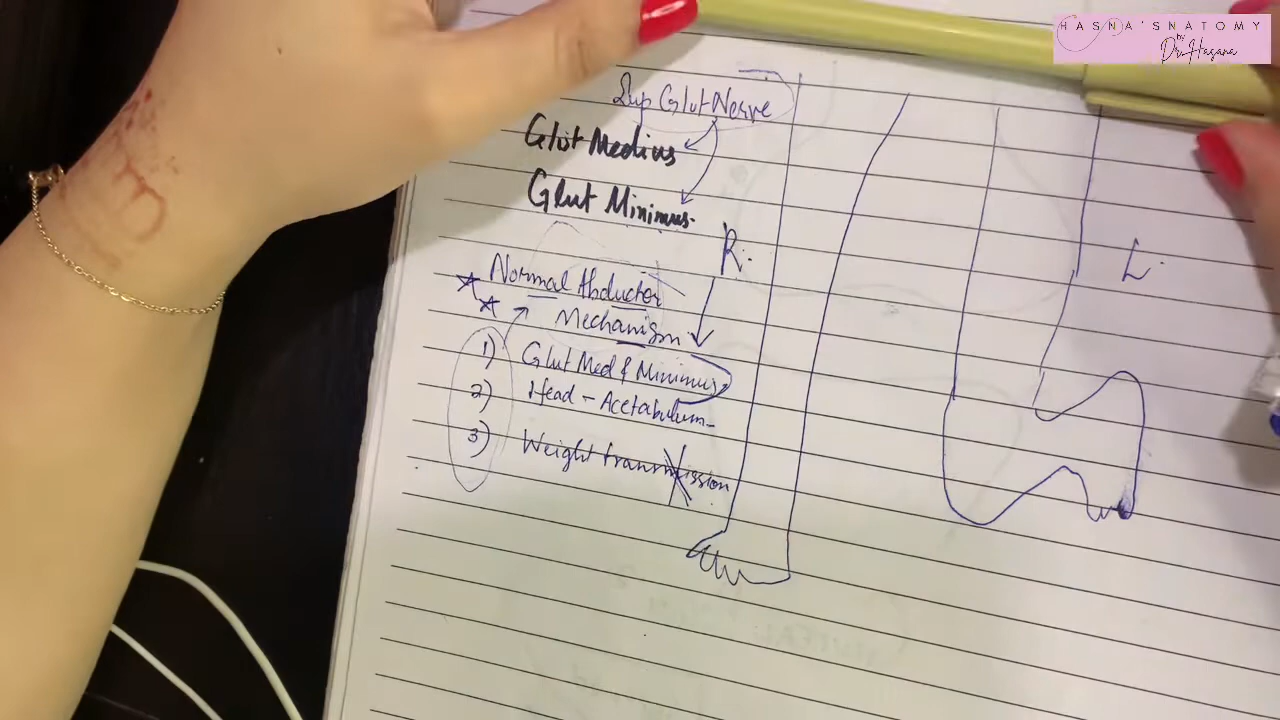 HASNA'SNATOMY
by
Dr. Hasana
Sup Glut Nerve
Glut Medius
Glut Minimus.
R.
L.
Normal Abductor
Mechanism
1) Glut Med & Minimus
2) Head - Acetabulum
3) Weight transmission